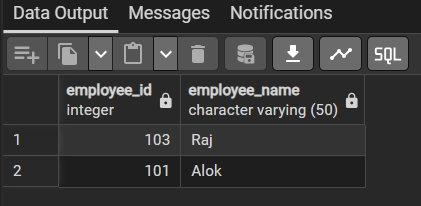 Data Output Messages Notifications
SQL
employee_id employee_name
integer character varying (50)
1 103 Raj
2 101 Alok